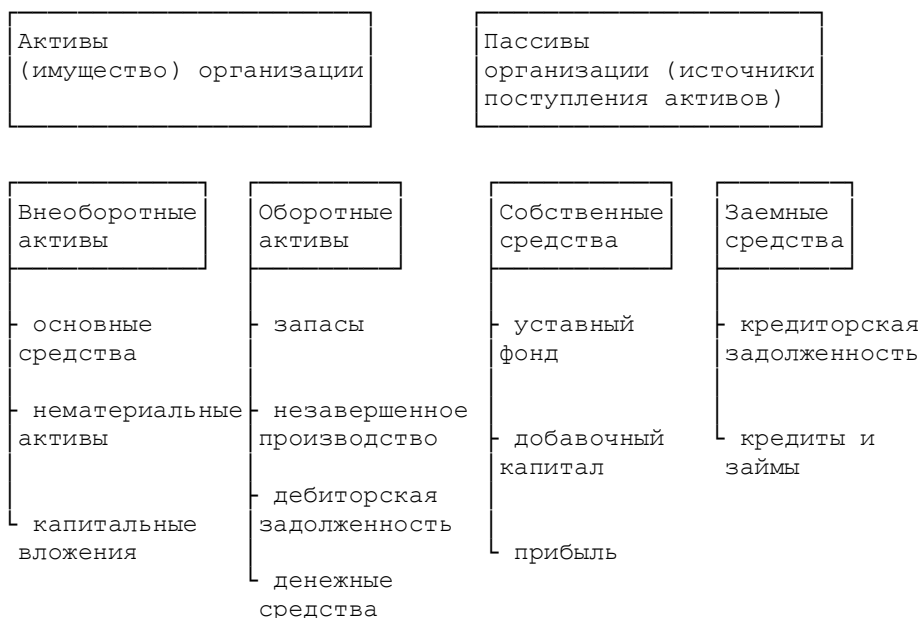 Активы
(имущество) организации
Пассивы
организации (источники
поступления активов)
Внеоборотные
активы
Оборотные
активы
Собственные
средства
Заемные
средства
основные
средства
нематериальные
активы
капитальные
вложения
запасы
незавершенное
производство
дебиторская
задолженность
денежные
средства
уставный
фонд
добавочный
капитал
прибыль
кредиторская
задолженность
кредиты и
займы